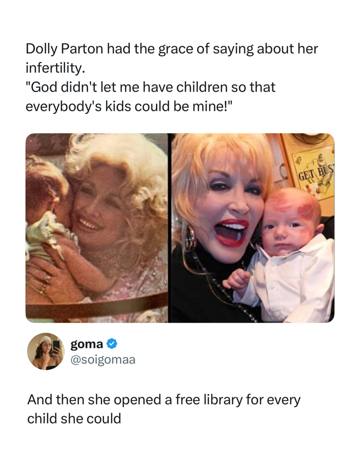 Dolly Parton had the grace of saying about her
infertility.
"God didn't let me have children so that
everybody's kids could be mine!"
GET
goma
@soigomaa
And then she opened a free library for every
child she could